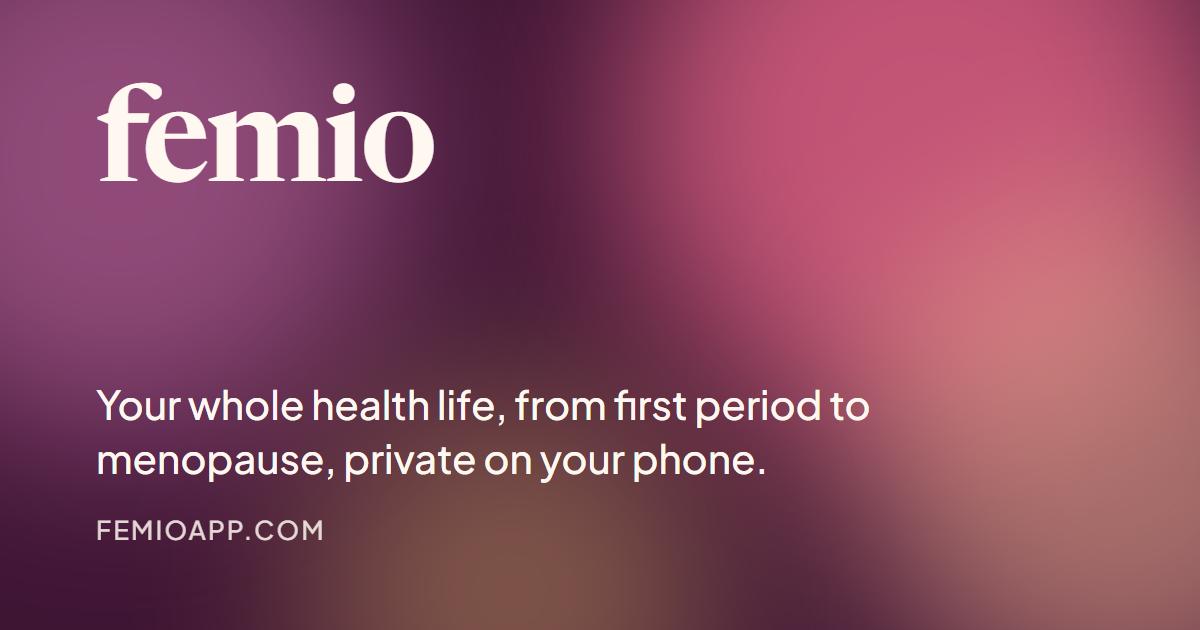 femio
Your whole health life, from first period to
menopause, private on your phone.
FEMIOAPP.COM